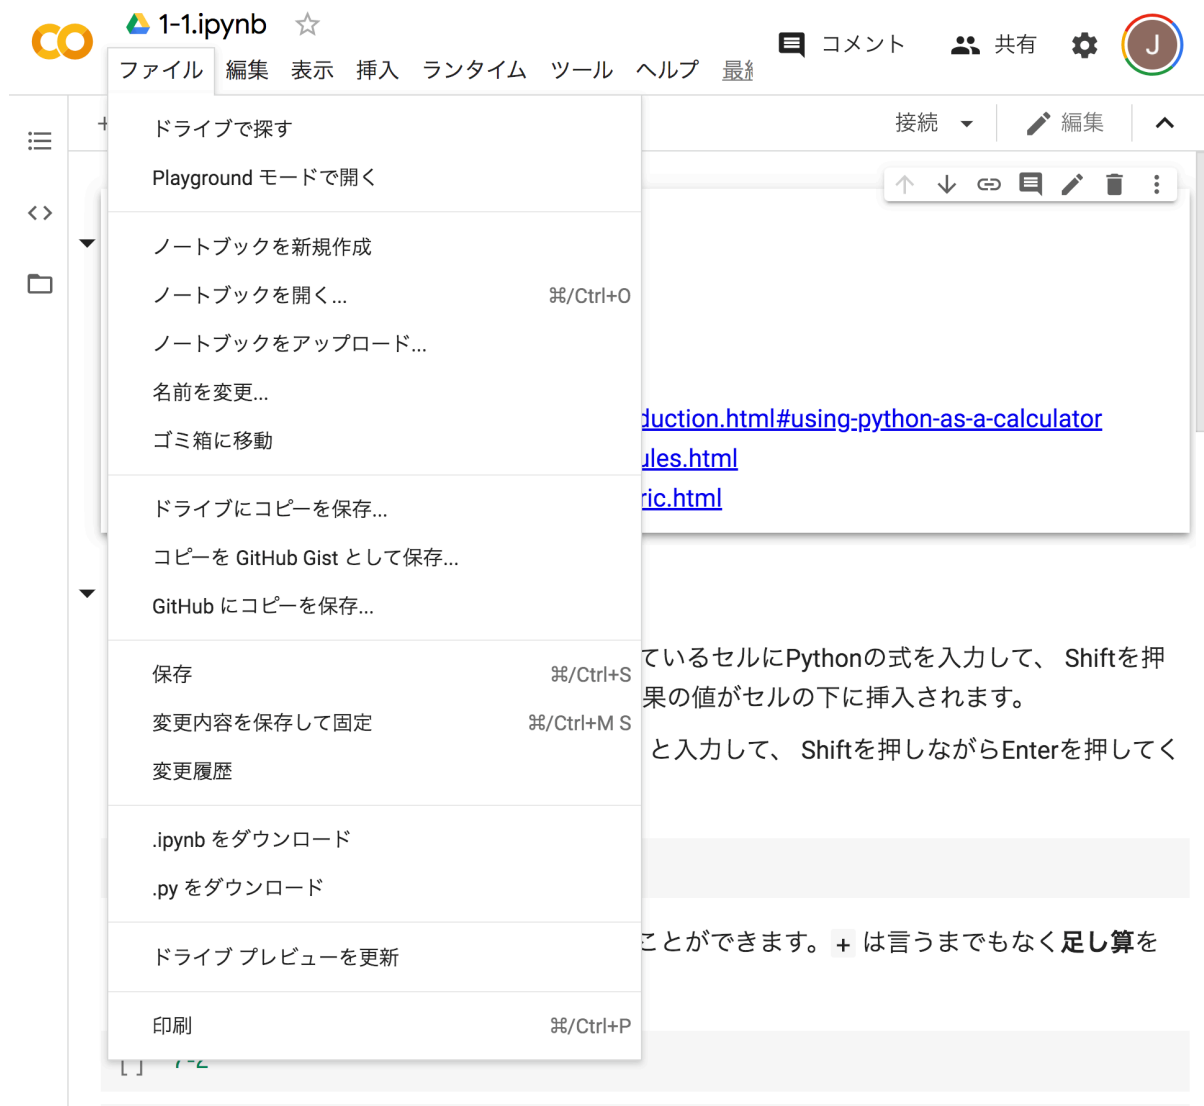 1-1.ipynb
コメント
共有
J
ファイル 編集 表示 挿入 ランタイム ツール ヘルプ
接続
編集
ドライブで探す
Playground モードで開く
ノートブックを新規作成
ノートブックを開く... ⌘/Ctrl+O
ノートブックをアップロード...
名前を変更...
ゴミ箱に移動
duction.html#using-python-as-a-calculator
ules.html
ric.html
ドライブにコピーを保存...
コピーを GitHub Gist として保存...
GitHub にコピーを保存...
保存 ⌘/Ctrl+S
変更内容を保存して固定 ⌘/Ctrl+M S
変更履歴
ているセルにPythonの式を入力して、 Shiftを押
果の値がセルの下に挿入されます。
と入力して、 Shiftを押しながらEnterを押してく
.ipynb をダウンロード
.py をダウンロード
ことができます。 + は言うまでもなく足し算を
ドライブ プレビューを更新
印刷 ⌘/Ctrl+P
[ ] 7-2